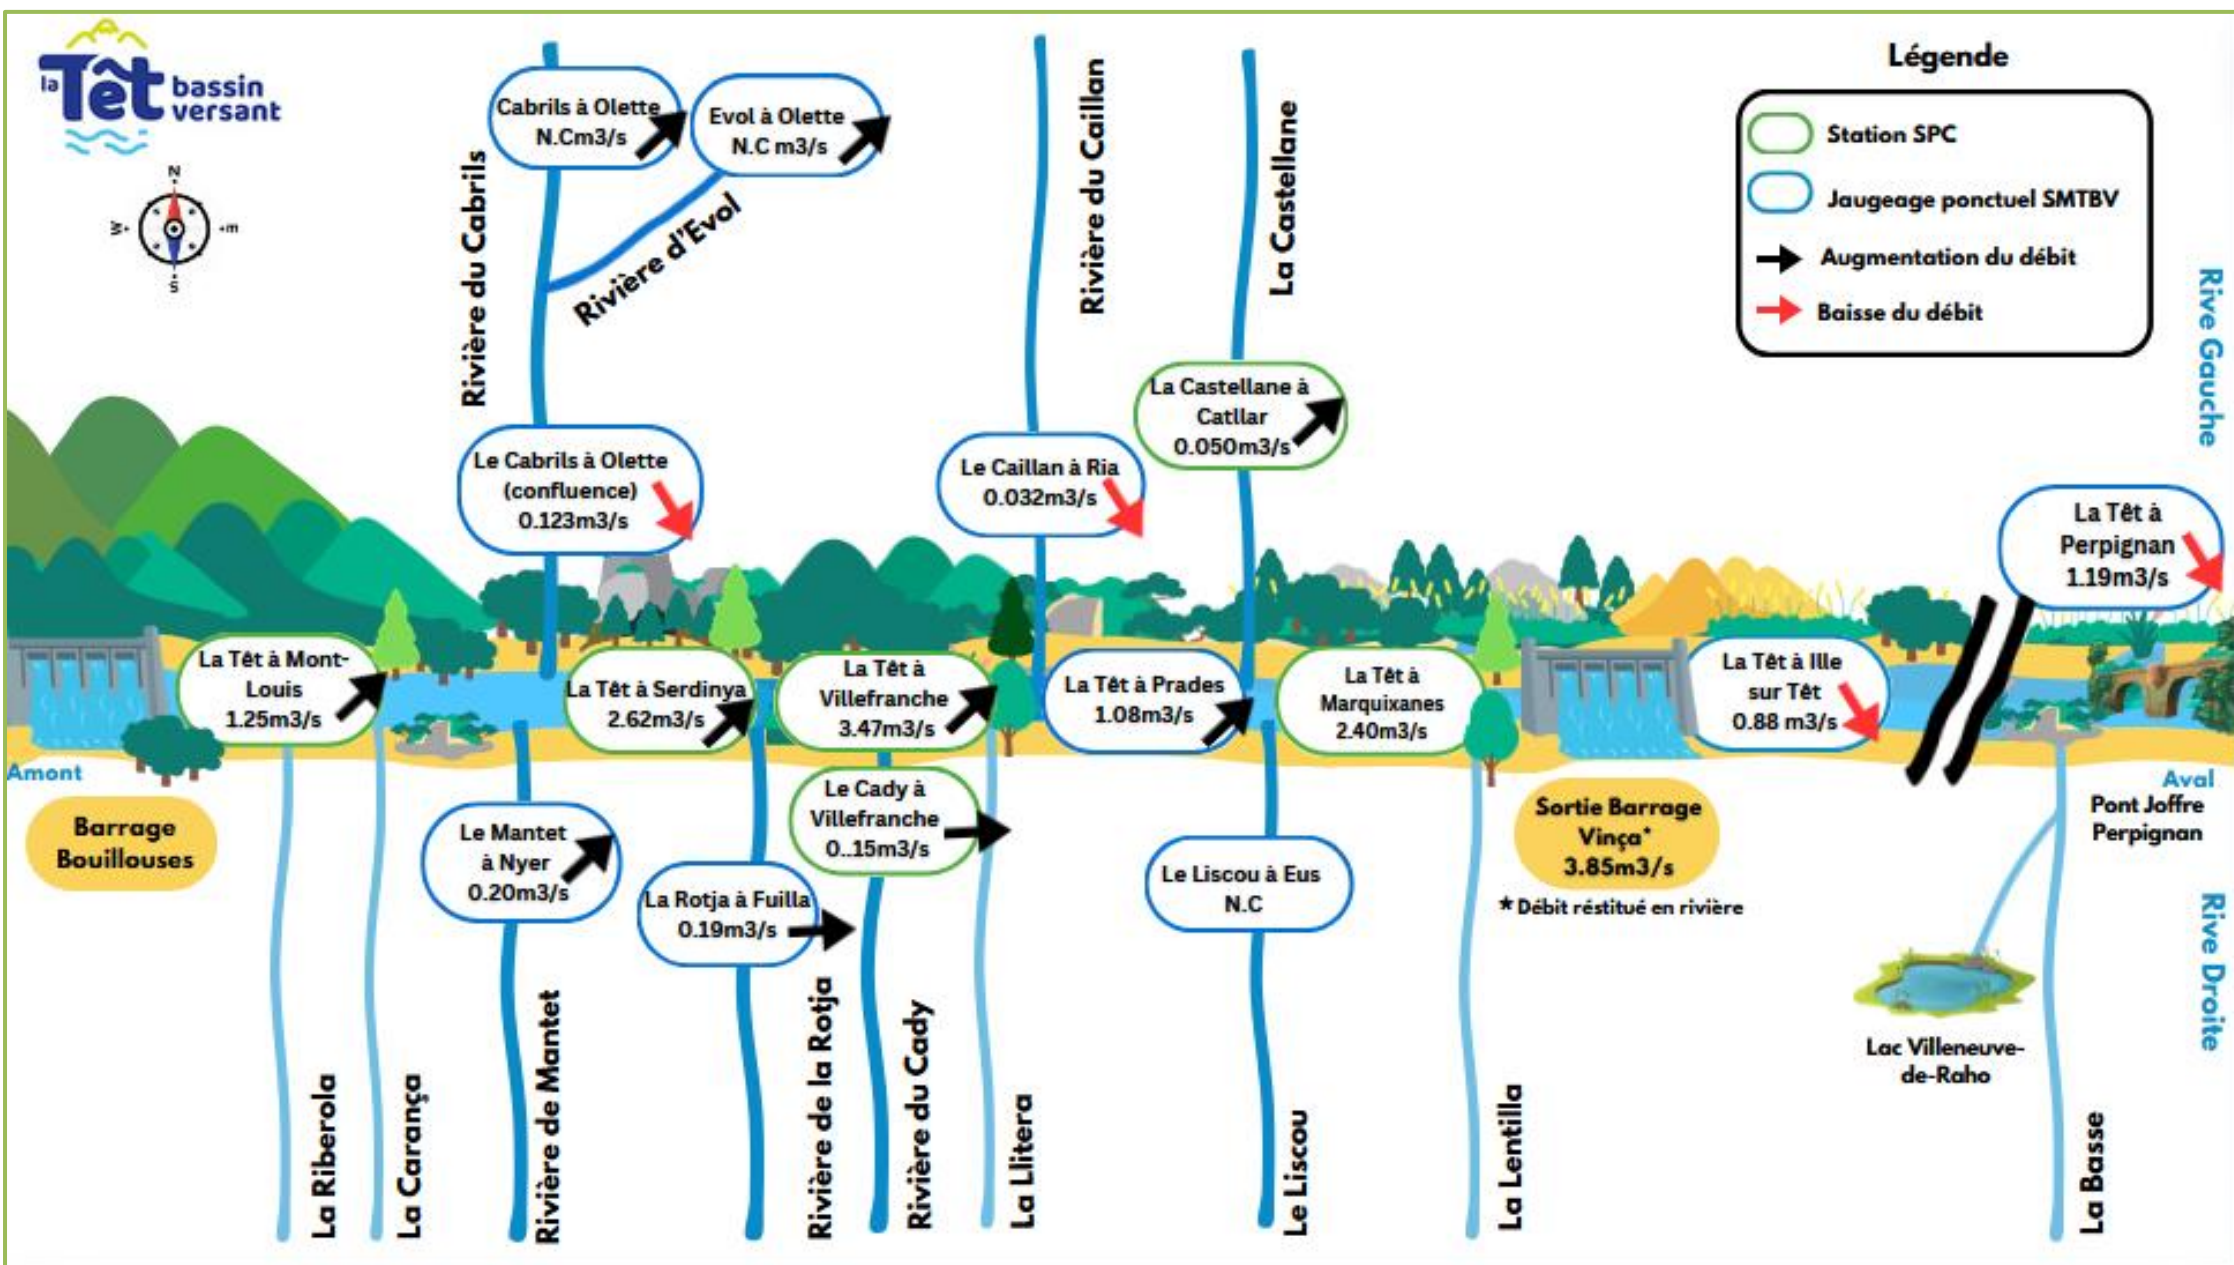 la Têt bassin
versant
N
W
E
S
Rivière du Cabrils
Cabrils à Olette
N.Cm3/s
Evol à Olette
N.C m3/s
Rivière d'Evol
Rivière du Caillan
La Castellane
Légende
Station SPC
Jaugeage ponctuel SMTBV
Augmentation du débit
Baisse du débit
Rive Gauche
Le Cabrils à Olette
(confluence)
0.123m3/s
Le Caillan à Ria
0.032m3/s
La Castellane à
Catllar
0.050m3/s
La Têt à
Perpignan
1.19m3/s
La Têt à Mont-
Louis
1.25m3/s
La Têt à Serdinya
2.62m3/s
La Têt à
Villefranche
3.47m3/s
La Têt à Prades
1.08m3/s
La Têt à
Marquixanes
2.40m3/s
La Têt à Ille
sur Têt
0.88 m3/s
Amont
Aval
Barrage
Bouillouses
Le Mantet
à Nyer
0.20m3/s
La Rotja à Fuilla
0.19m3/s
Le Cady à
Villefranche
0..15m3/s
Le Liscou à Eus
N.C
Sortie Barrage
Vinça*
3.85m3/s
* Débit réstitué en rivière
Pont Joffre
Perpignan
Rive Droite
Lac Villeneuve-
de-Raho
La Riberola
La Carança
Rivière de Mantet
Rivière de la Rotja
Rivière du Cady
La Llitera
Le Liscou
La Lentilla
La Basse